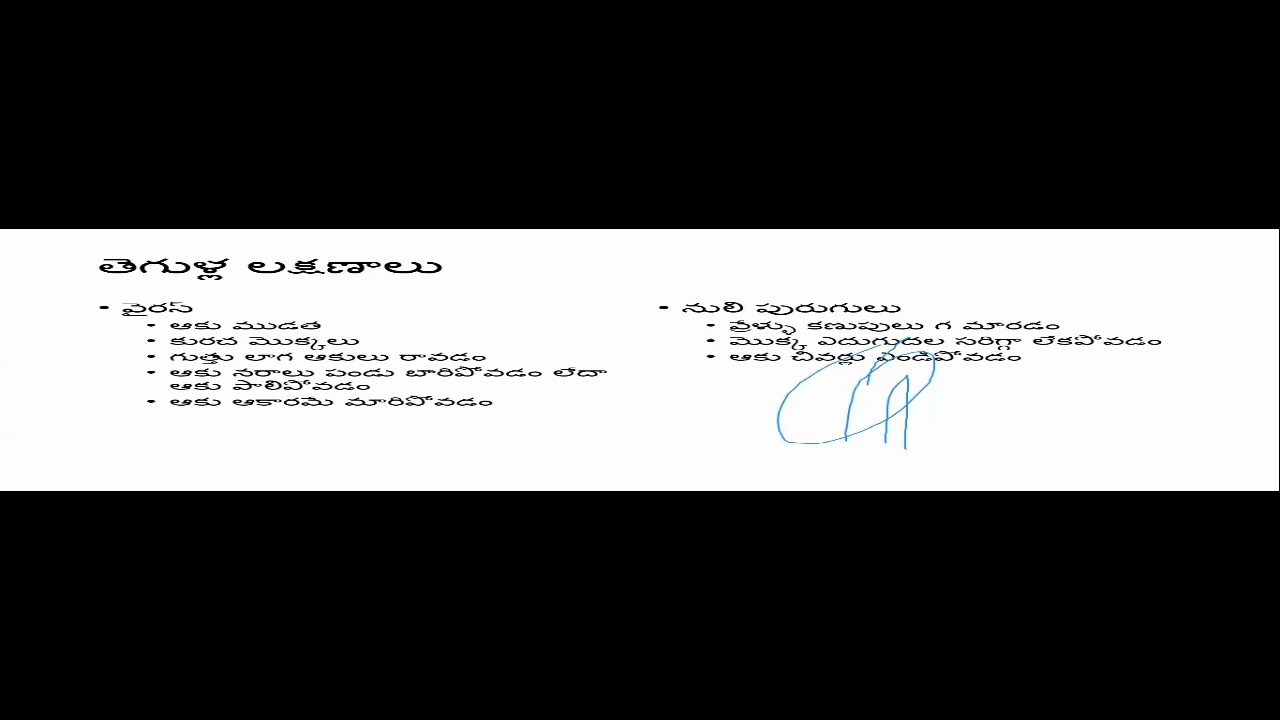 తెగుళ్ల లక్షణాలు
• వైరస్
• ఆకు ముడత
• కురచ మొక్కలు
• గుత్తు లాగ ఆకులు రావడం
• ఆకు నరాలు పండు బారిపోవడం లేదా
ఆకు పాలిపోవడం
• ఆకు ఆకారమే మారిపోవడం
• నులి పురుగులు
• వ్రేళ్ళు కణుపులు గ మారడం
• మొక్క ఎదుగుదల సరిగ్గా లేకపోవడం
• ఆకు చివర్లు ఎండిపోవడం